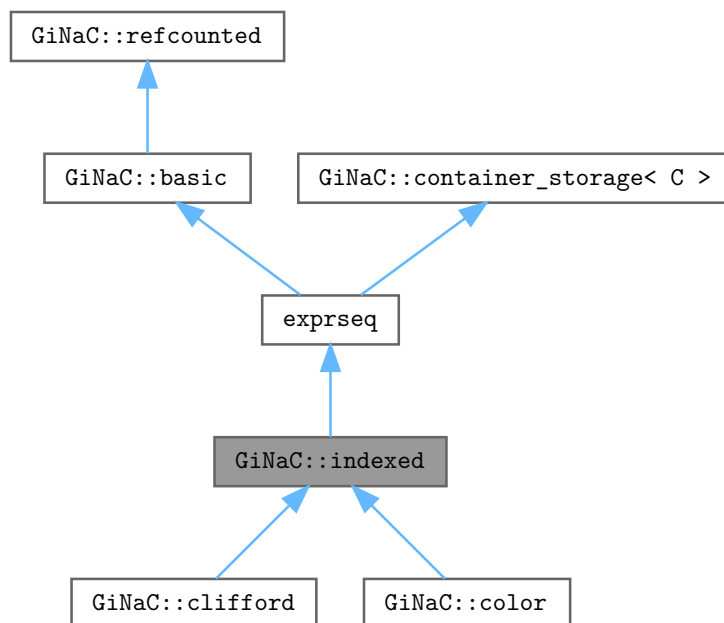 GiNaC::refcounted
GiNaC::basic
GiNaC::container_storage< C >
exprseq
GiNaC::indexed
GiNaC::clifford
GiNaC::color